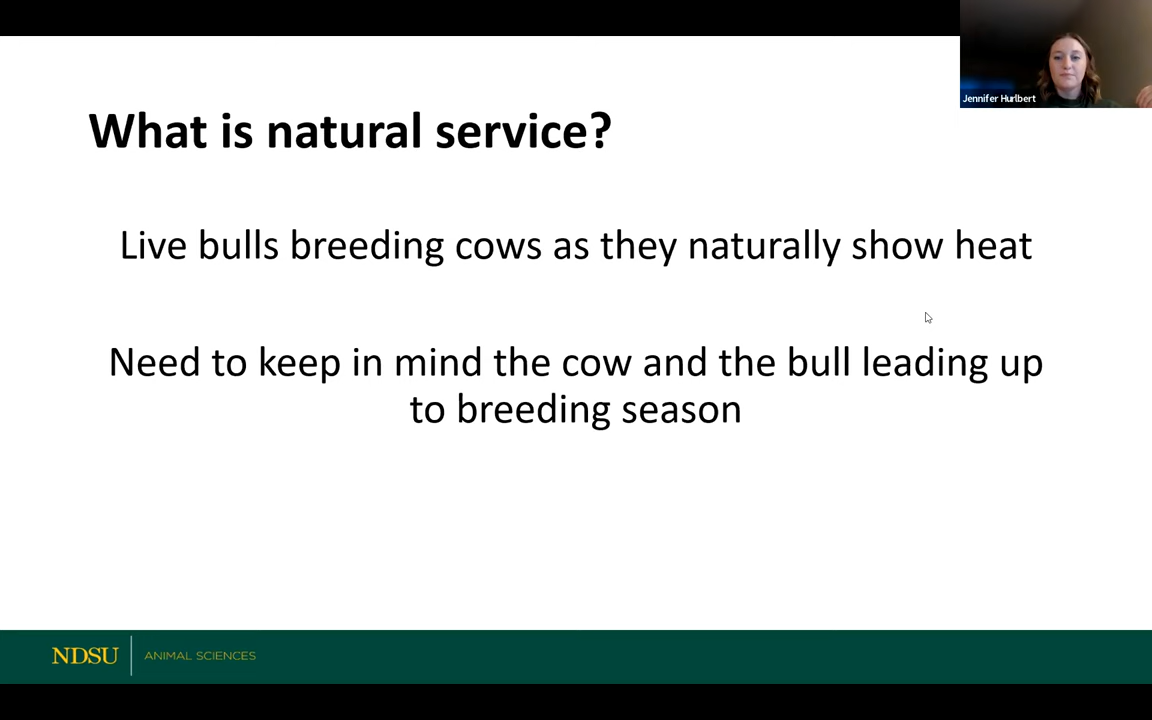 Jennifer Hurlbert
What is natural service?
Live bulls breeding cows as they naturally show heat
Need to keep in mind the cow and the bull leading up
to breeding season
NDSU
ANIMAL SCIENCES